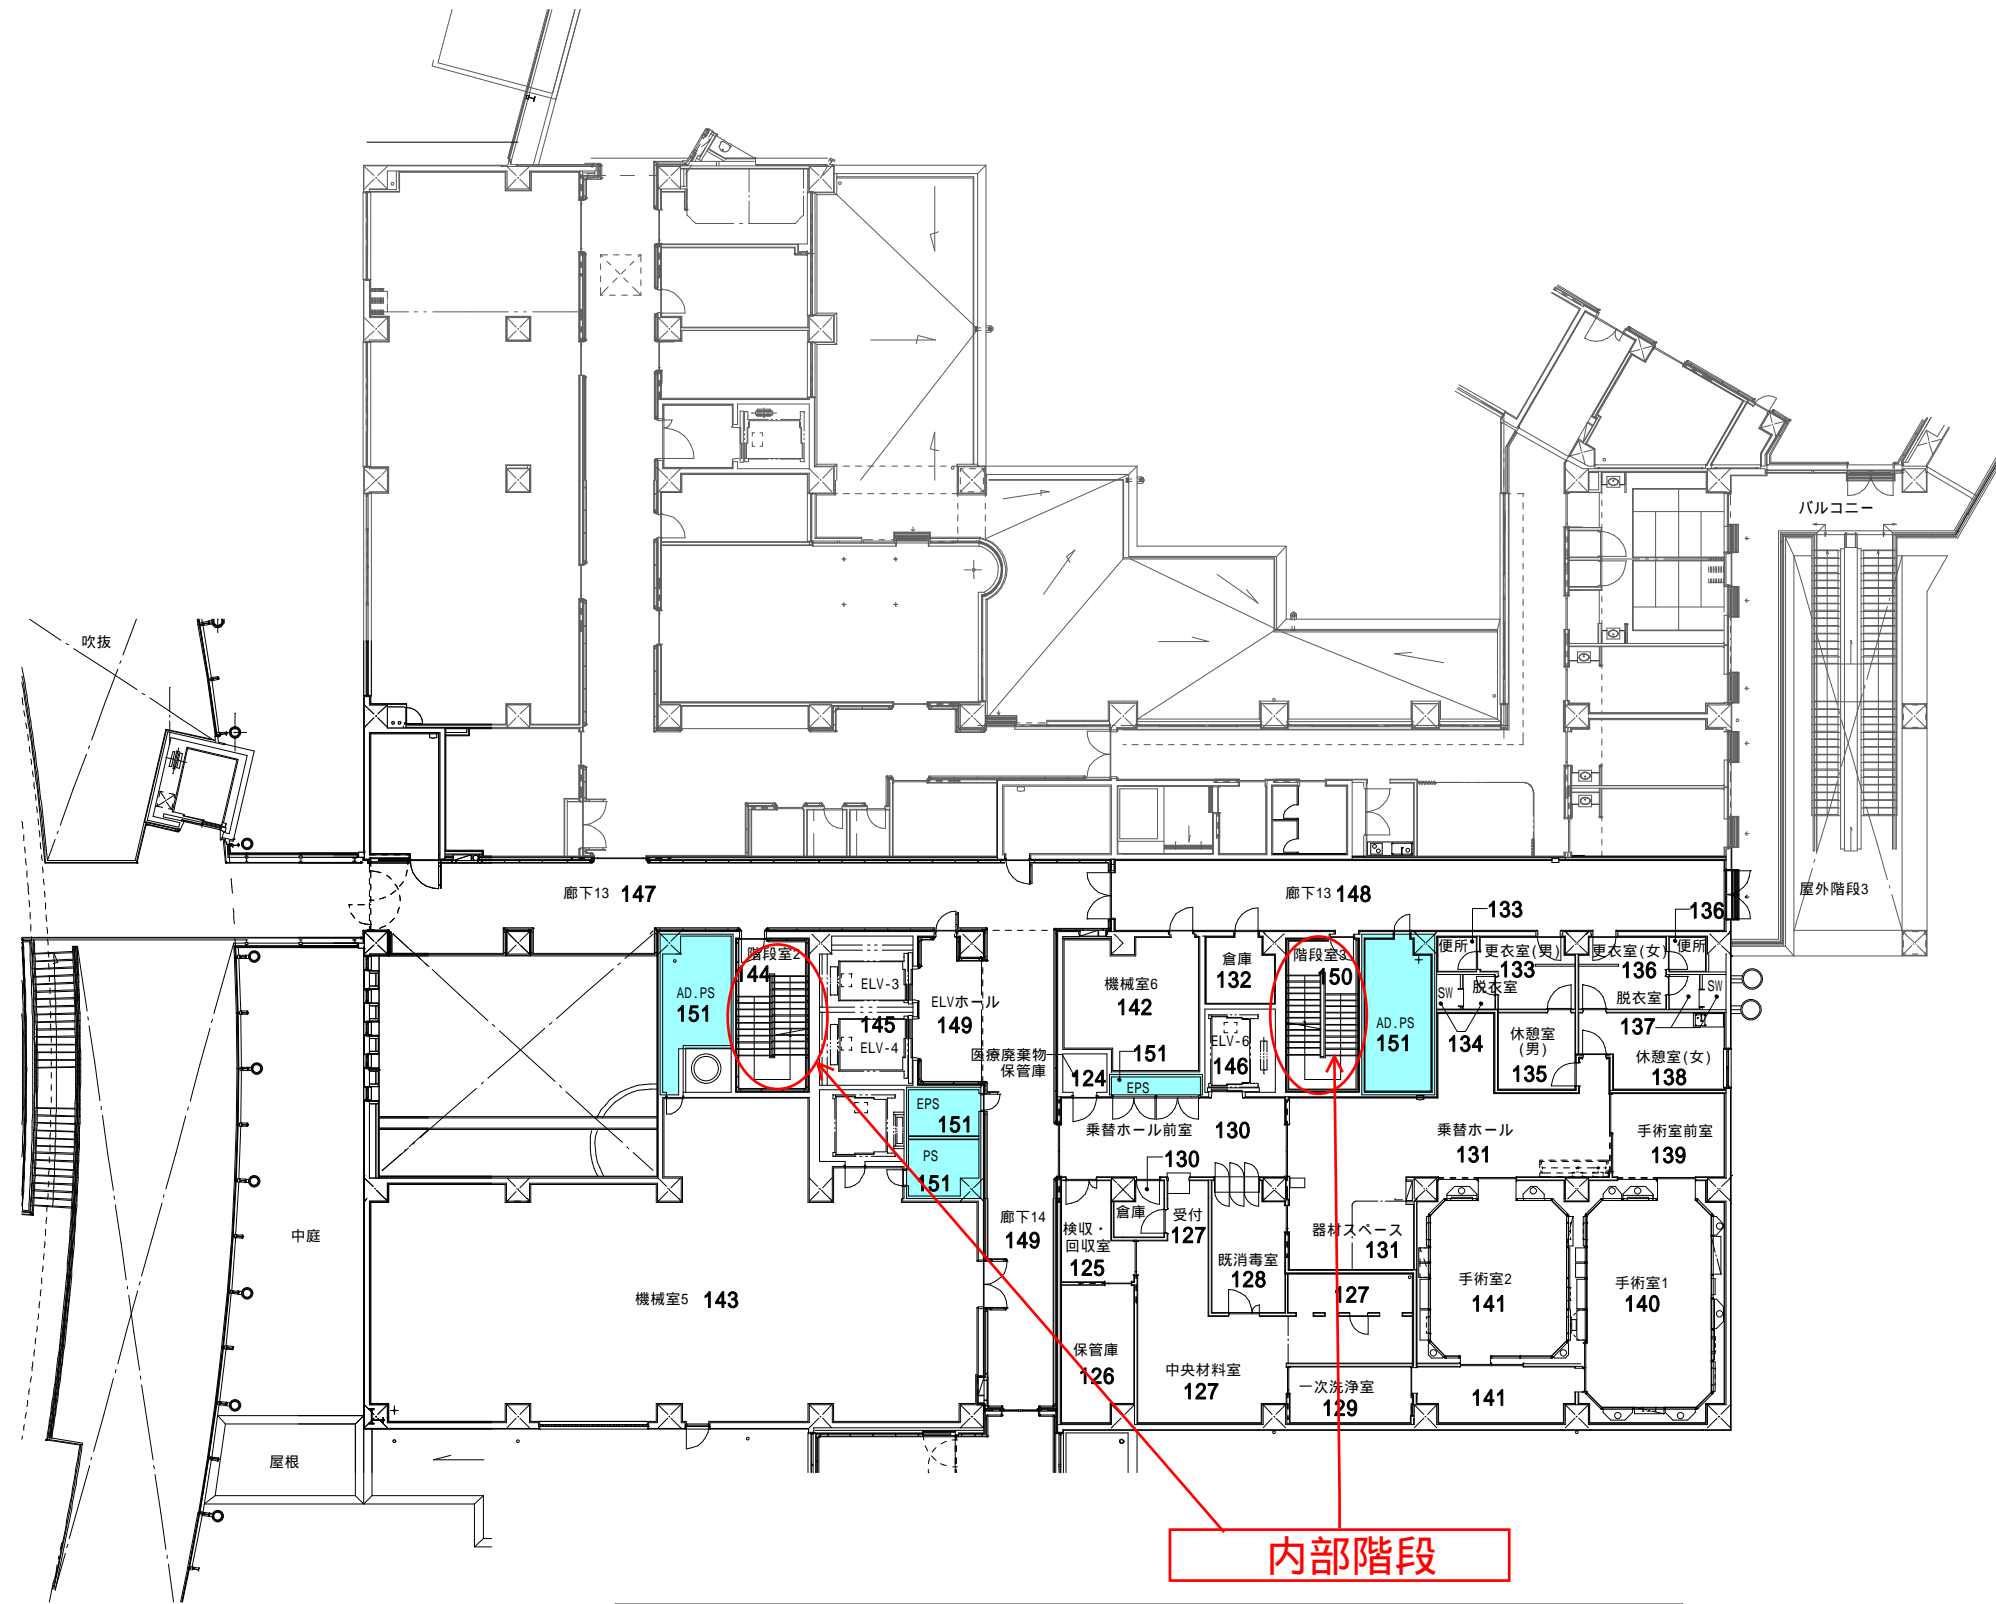 バルコニー
吹抜
廊下13 147
廊下13 148
屋外階段3
133
136
階段室2
44
AD.PS
151
ELV-3
145
ELV-4
ELVホール
149
機械室6
142
倉庫
132
階段室3
150
AD.PS
151
便所
更衣室(男)
133
更衣室(女)
136
便所
SW
脱衣室
脱衣室
SW
134
137
休憩室
(男)
135
休憩室(女)
138
医療廃棄物
保管庫
124
151
EPS
ELV-6
146
EPS
151
PS
151
乗替ホール前室 130
130
乗替ホール
131
手術室前室
139
中庭
廊下14
149
検収・
回収室
125
倉庫
受付
127
既消毒室
128
器材スペース
131
127
手術室2
141
手術室1
140
機械室5 143
保管庫
126
中央材料室
127
一次洗浄室
129
141
屋根
内部階段